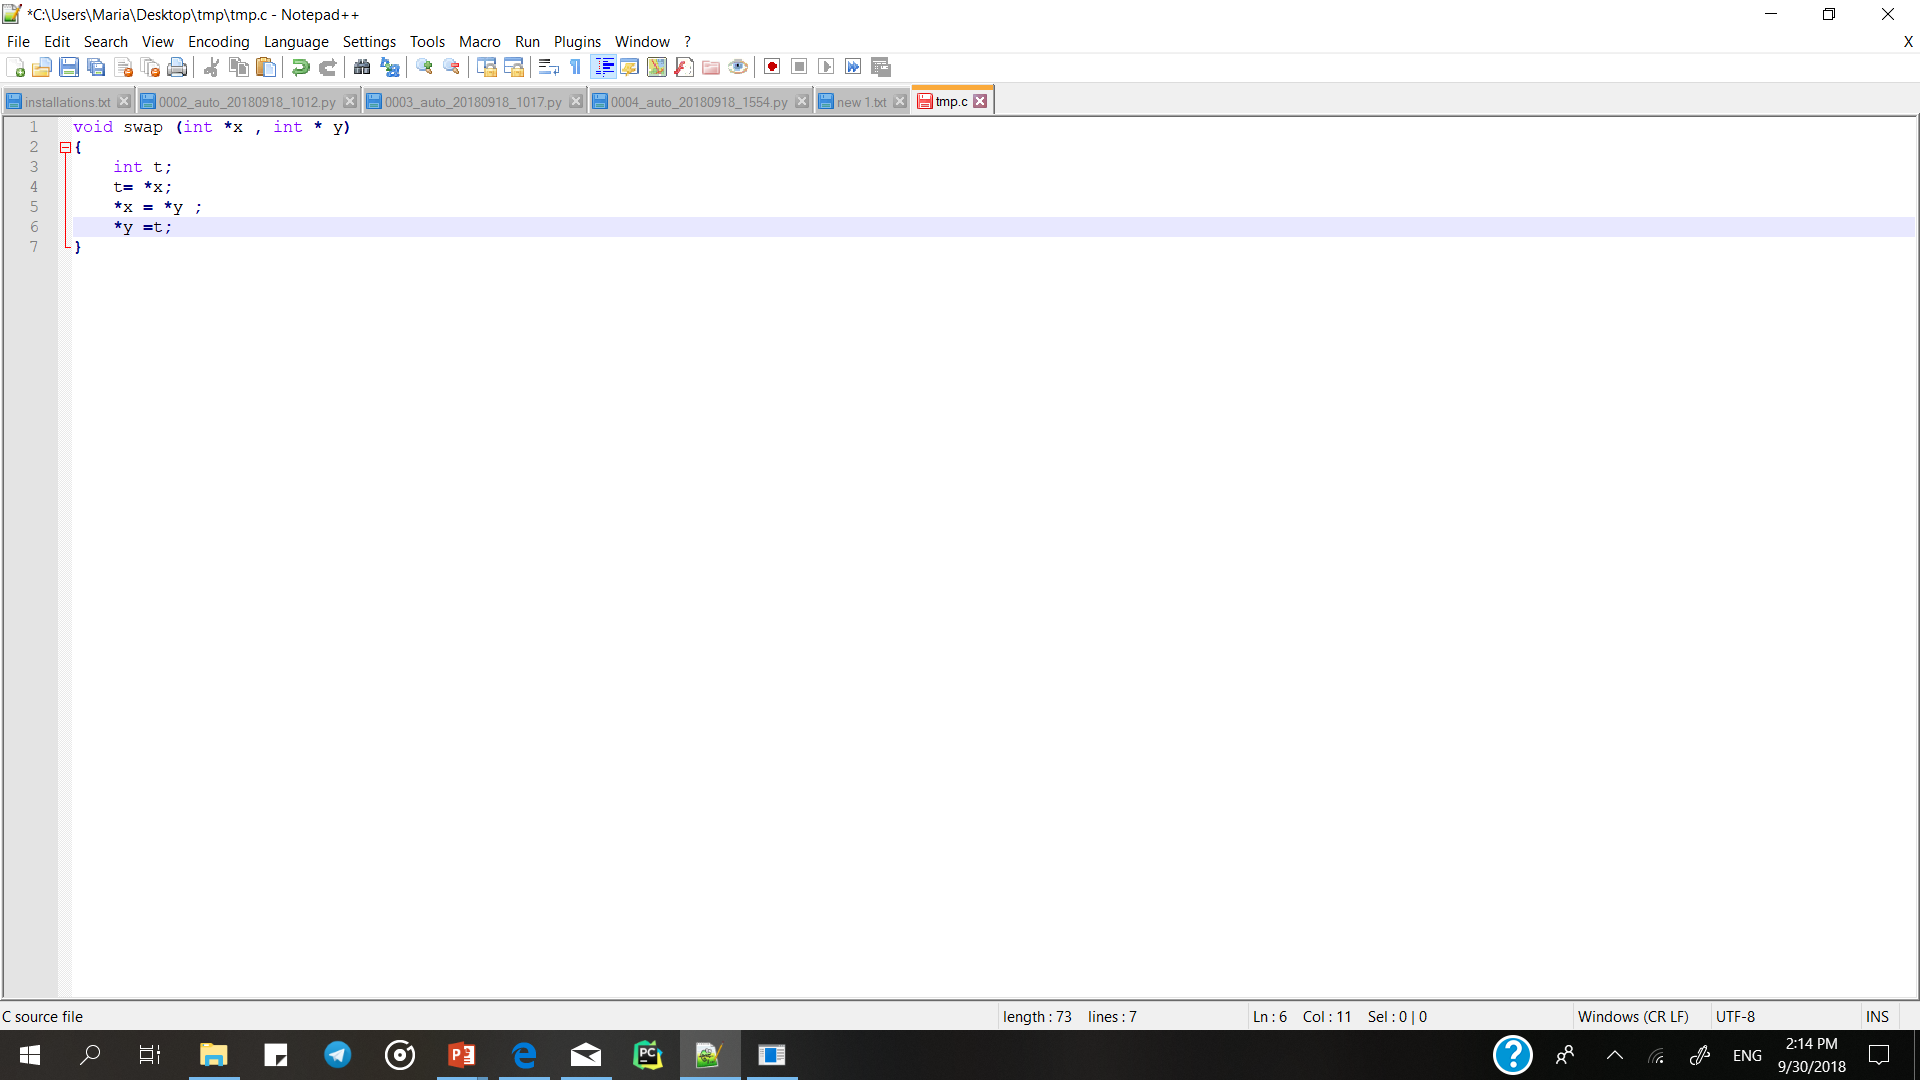 *C:\Users\Maria\Desktop\tmp\tmp.c - Notepad++
File Edit Search View Encoding Language Settings Tools Macro Run Plugins Window ? X
installations.txt 0002_auto_20180918_1012.py 0003_auto_20180918_1017.py 0004_auto_20180918_1554.py new 1.txt tmp.c
1 void swap (int *x , int * y)
2 {
3 int t;
4 t= *x;
5 *x = *y ;
6 *y =t;
7 }
C source file length : 73 lines : 7 Ln : 6 Col : 11 Sel : 0 | 0 Windows (CR LF) UTF-8 INS
ENG 2:14 PM
9/30/2018